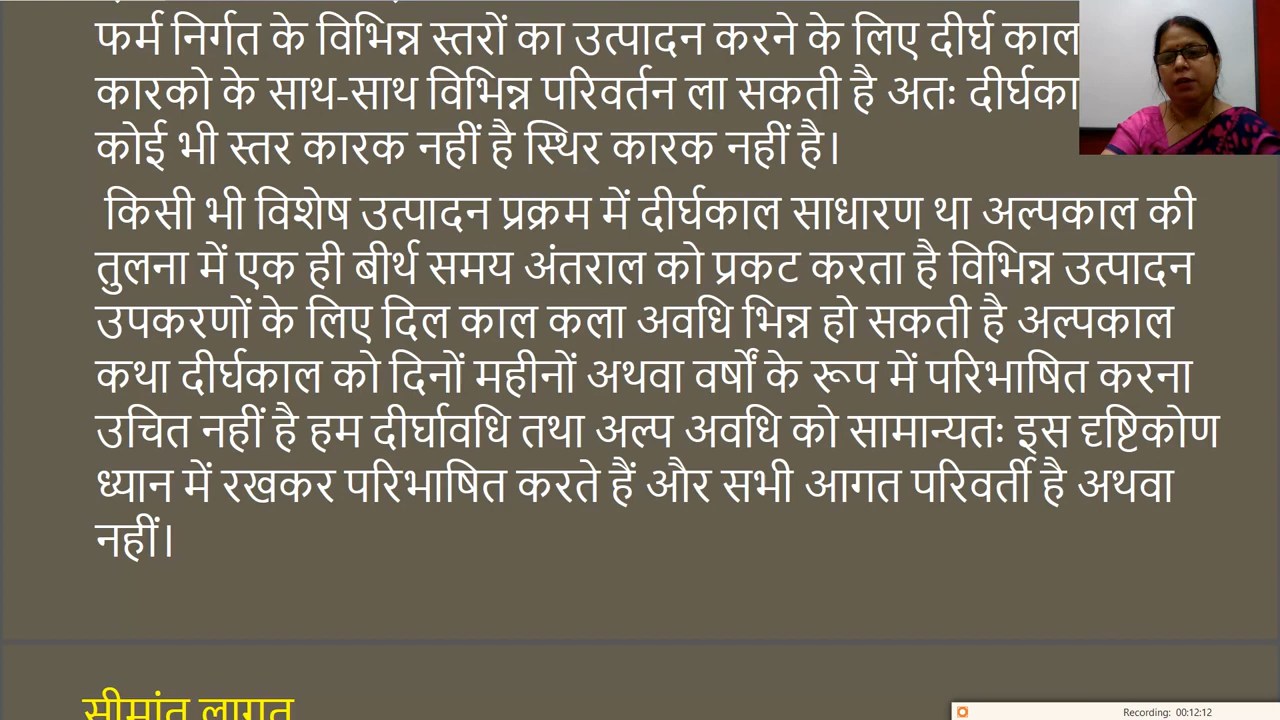 फर्म निर्गत के विभिन्न स्तरों का उत्पादन करने के लिए दीर्घ काल
कारको के साथ-साथ विभिन्न परिवर्तन ला सकती है अतः दीर्घका
कोई भी स्तर कारक नहीं है स्थिर कारक नहीं है।
किसी भी विशेष उत्पादन प्रक्रम में दीर्घकाल साधारण था अल्पकाल की
तुलना में एक ही बीर्थ समय अंतराल को प्रकट करता है विभिन्न उत्पादन
उपकरणों के लिए दिल काल कला अवधि भिन्न हो सकती है अल्पकाल
कथा दीर्घकाल को दिनों महीनों अथवा वर्षों के रूप में परिभाषित करना
उचित नहीं है हम दीर्घावधि तथा अल्प अवधि को सामान्यतः इस दृष्टिकोण
ध्यान में रखकर परिभाषित करते हैं और सभी आगत परिवर्ती है अथवा
नहीं।
सीमांत लागत
Recording: 00:12:12